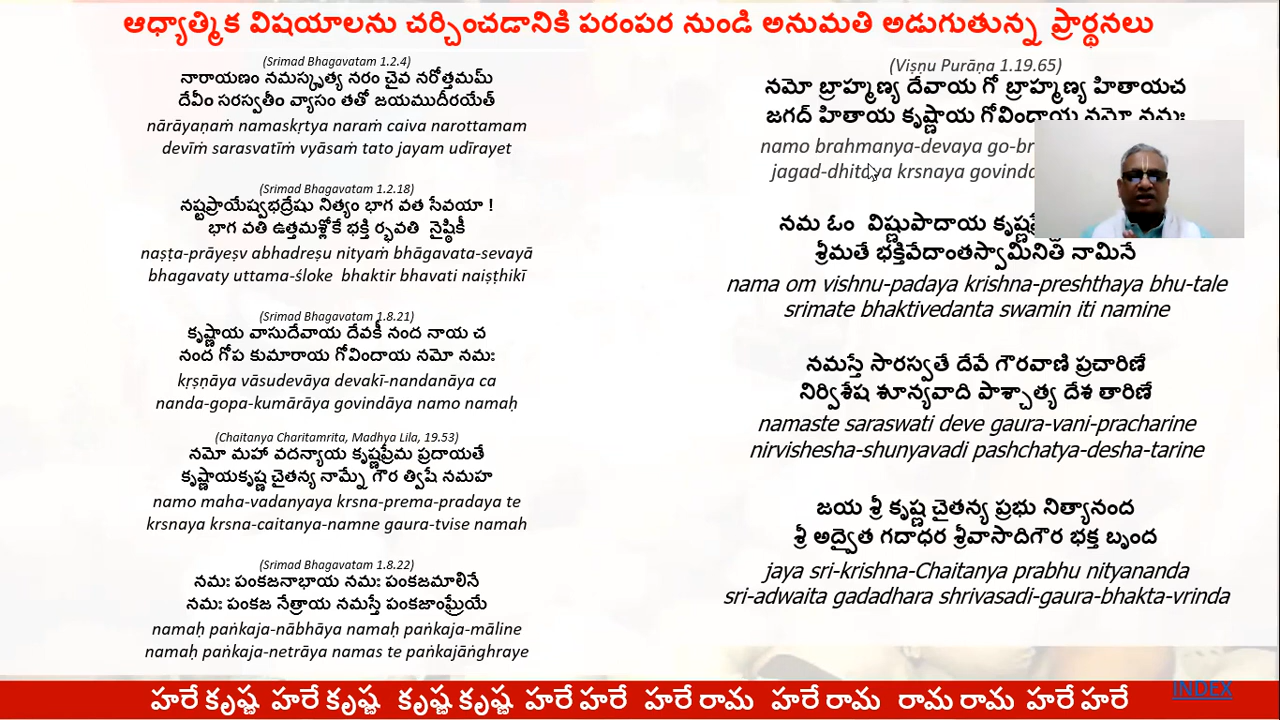 ఆధ్యాత్మిక విషయాలను చర్చించడానికి పరంపర నుండి అనుమతి అడుగుతున్న ప్రార్థనలు
(Srimad Bhagavatam 1.2.4)
నారాయణం నమస్కృత్య నరం చైవ నరోత్తమమ్
దేవీం సరస్వతీం వ్యాసం తతో జయముదీరయేత్
nārāyaṇaṁ namaskṛtya naraṁ caiva narottamam
devīṁ sarasvatīṁ vyāsaṁ tato jayam udīrayet
(Srimad Bhagavatam 1.2.18)
నష్టప్రాయేష్వభద్రేషు నిత్యం భాగ వత సేవయా !
భాగ వతి ఉత్తమశ్లోకే భక్తి ర్భవతి నైష్ఠికీ
naṣṭa-prāyeṣv abhadreṣu nityaṁ bhāgavata-sevayā
bhagavaty uttama-śloke bhaktir bhavati naiṣṭhikī
(Srimad Bhagavatam 1.8.21)
కృష్ణాయ వాసుదేవాయ దేవకీ నంద నాయ చ
నంద గోప కుమారాయ గోవిందాయ నమో నమః
kṛṣṇāya vāsudevāya devakī-nandanāya ca
nanda-gopa-kumārāya govindāya namo namaḥ
(Chaitanya Charitamrita, Madhya Lila, 19.53)
నమో మహా వదన్యాయ కృష్ణప్రేమ ప్రదాయతే
కృష్ణాయకృష్ణ చైతన్య నామ్నే గౌర త్విషే నమహ
namo maha-vadanyaya krsna-prema-pradaya te
krsnaya krsna-caitanya-namne gaura-tvise namah
(Srimad Bhagavatam 1.8.22)
నమః పంకజనాభాయ నమః పంకజమాలినే
నమః పంకజ నేత్రాయ నమస్తే పంకజాంఘ్రేయే
namaḥ paṅkaja-nābhāya namaḥ paṅkaja-māline
namaḥ paṅkaja-netrāya namas te paṅkajāṅghraye
(Viṣṇu Purāṇa 1.19.65)
నమో బ్రాహ్మణ్య దేవాయ గో బ్రాహ్మణ్య హితాయచ
జగద్ హితాయ కృష్ణాయ గోవిందాయ నమో నమః
namo brahmanya-devaya go-br
jagad-dhitaya krsnaya govinda
నమ ఓం విష్ణుపాదాయ
శ్రీమతే భక్తివేదాంతస్వామినితి నామినే
nama om vishnu-padaya krishna-preshthaya bhu-tale
srimate bhaktivedanta swamin iti namine
నమస్తే సారస్వతే దేవే గౌరవాణి ప్రచారిణే
నిర్విశేష శూన్యవాది పాశ్చాత్య దేశ తారిణే
namaste saraswati deve gaura-vani-pracharine
nirvishesha-shunyavadi pashchatya-desha-tarine
జయ శ్రీ కృష్ణ చైతన్య ప్రభు నిత్యానంద
శ్రీ అద్వైత గదాధర శ్రీవాసాదిగౌర భక్త బృంద
jaya sri-krishna-Chaitanya prabhu nityananda
sri-adwaita gadadhara shrivasadi-gaura-bhakta-vrinda
హరే కృష్ణ హరే కృష్ణ కృష్ణ కృష్ణ హరే హరే హరే రామ హరే రామ రామ రామ హరే హరే
INDEX